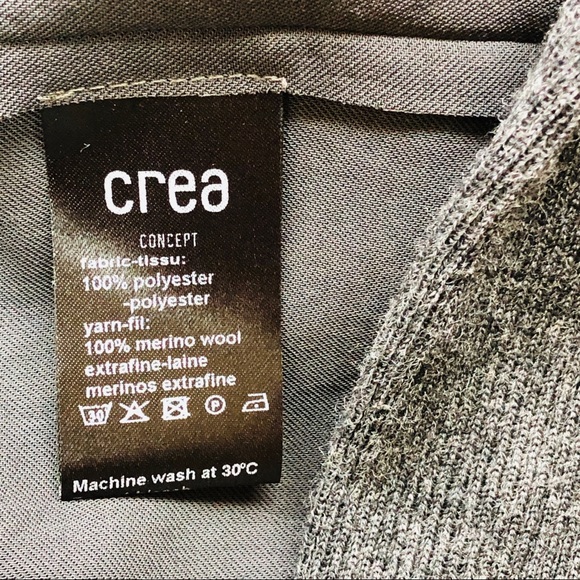 crea
CONCEPT
fabric-tissu:
100% polyester
-polyester
yarn-fil:
100% merino wool
extrafine-laine
merinos extrafine
30 P
Machine wash at 30°C